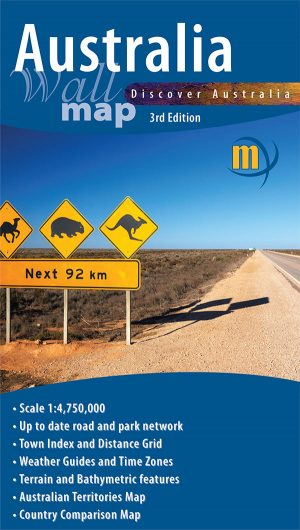 Australia
Wall
Discover Australia
map
3rd Edition
m
Next 92 km
• Scale 1:4,750,000
• Up to date road and park network
• Town Index and Distance Grid
• Weather Guides and Time Zones
• Terrain and Bathymetric features
• Australian Territories Map
• Country Comparison Map